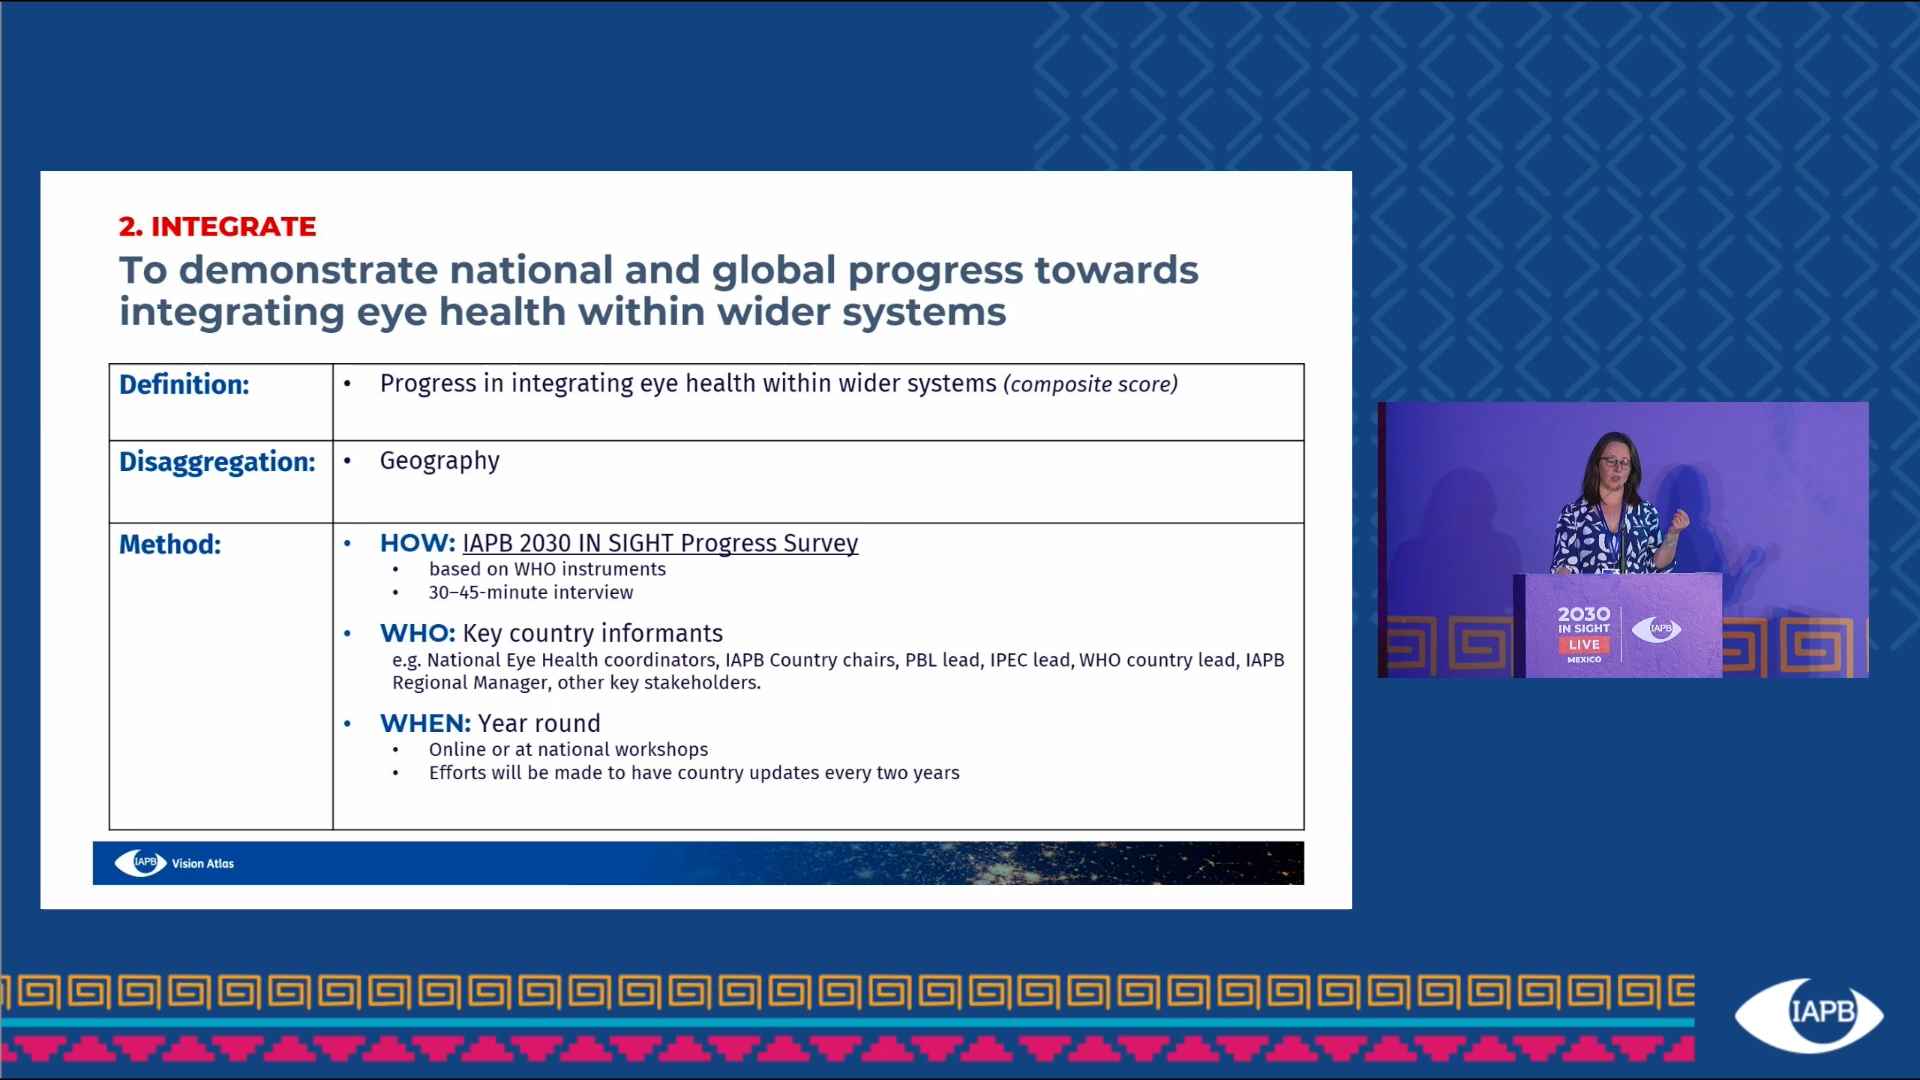 2. INTEGRATE
To demonstrate national and global progress towards
integrating eye health within wider systems
Definition:
• Progress in integrating eye health within wider systems (composite score)
Disaggregation:
• Geography
Method:
• HOW: IAPB 2030 IN SIGHT Progress Survey
• based on WHO instruments
• 30–45-minute interview
• WHO: Key country informants
e.g. National Eye Health coordinators, IAPB Country chairs, PBL lead, IPEC lead, WHO country lead, IAPB
Regional Manager, other key stakeholders.
• WHEN: Year round
• Online or at national workshops
• Efforts will be made to have country updates every two years
IAPB Vision Atlas
2030
IN SIGHT
LIVE
MEXICO
IAPB
IAPB